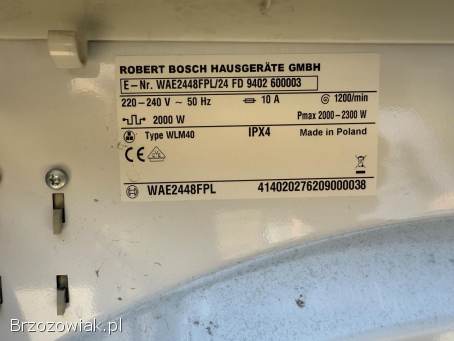 ROBERT BOSCH HAUSGERÄTE GMBH
E-Nr. WAE2448FPL/24 FD 9402 600003
220-240 V ~ 50 Hz 10 A 1200/min
2000 W Pmax 2000-2300 W
Type WLM40 IPX4 Made in Poland
CE
WAE2448FPL 414020276209000038
Brzozowiak.pl